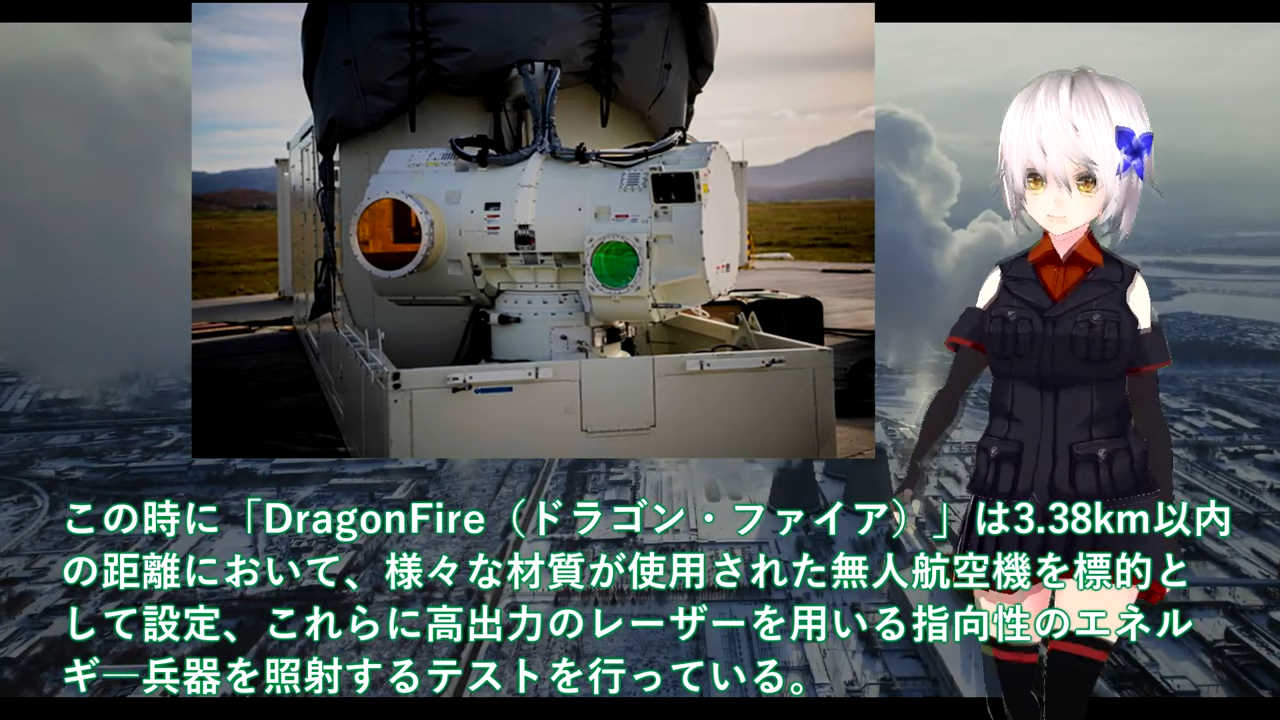 この時に「DragonFire（ドラゴン・ファイア）」は3.38km以内
の距離において、様々な材質が使用された無人航空機を標的と
して設定、これらに高出力のレーザーを用いる指向性のエネル
ギ―兵器を照射するテストを行っている。